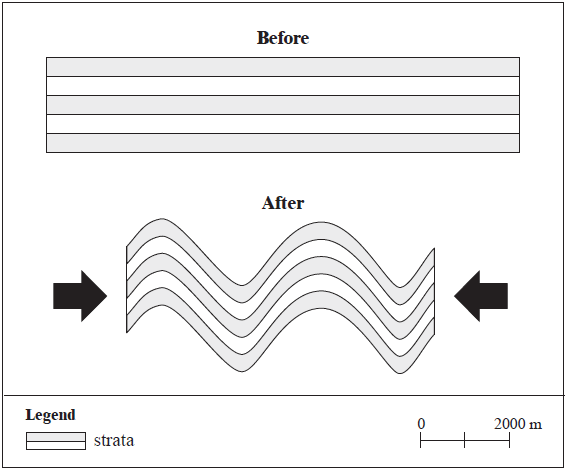 Before
After
Legend
strata
0 2000 m